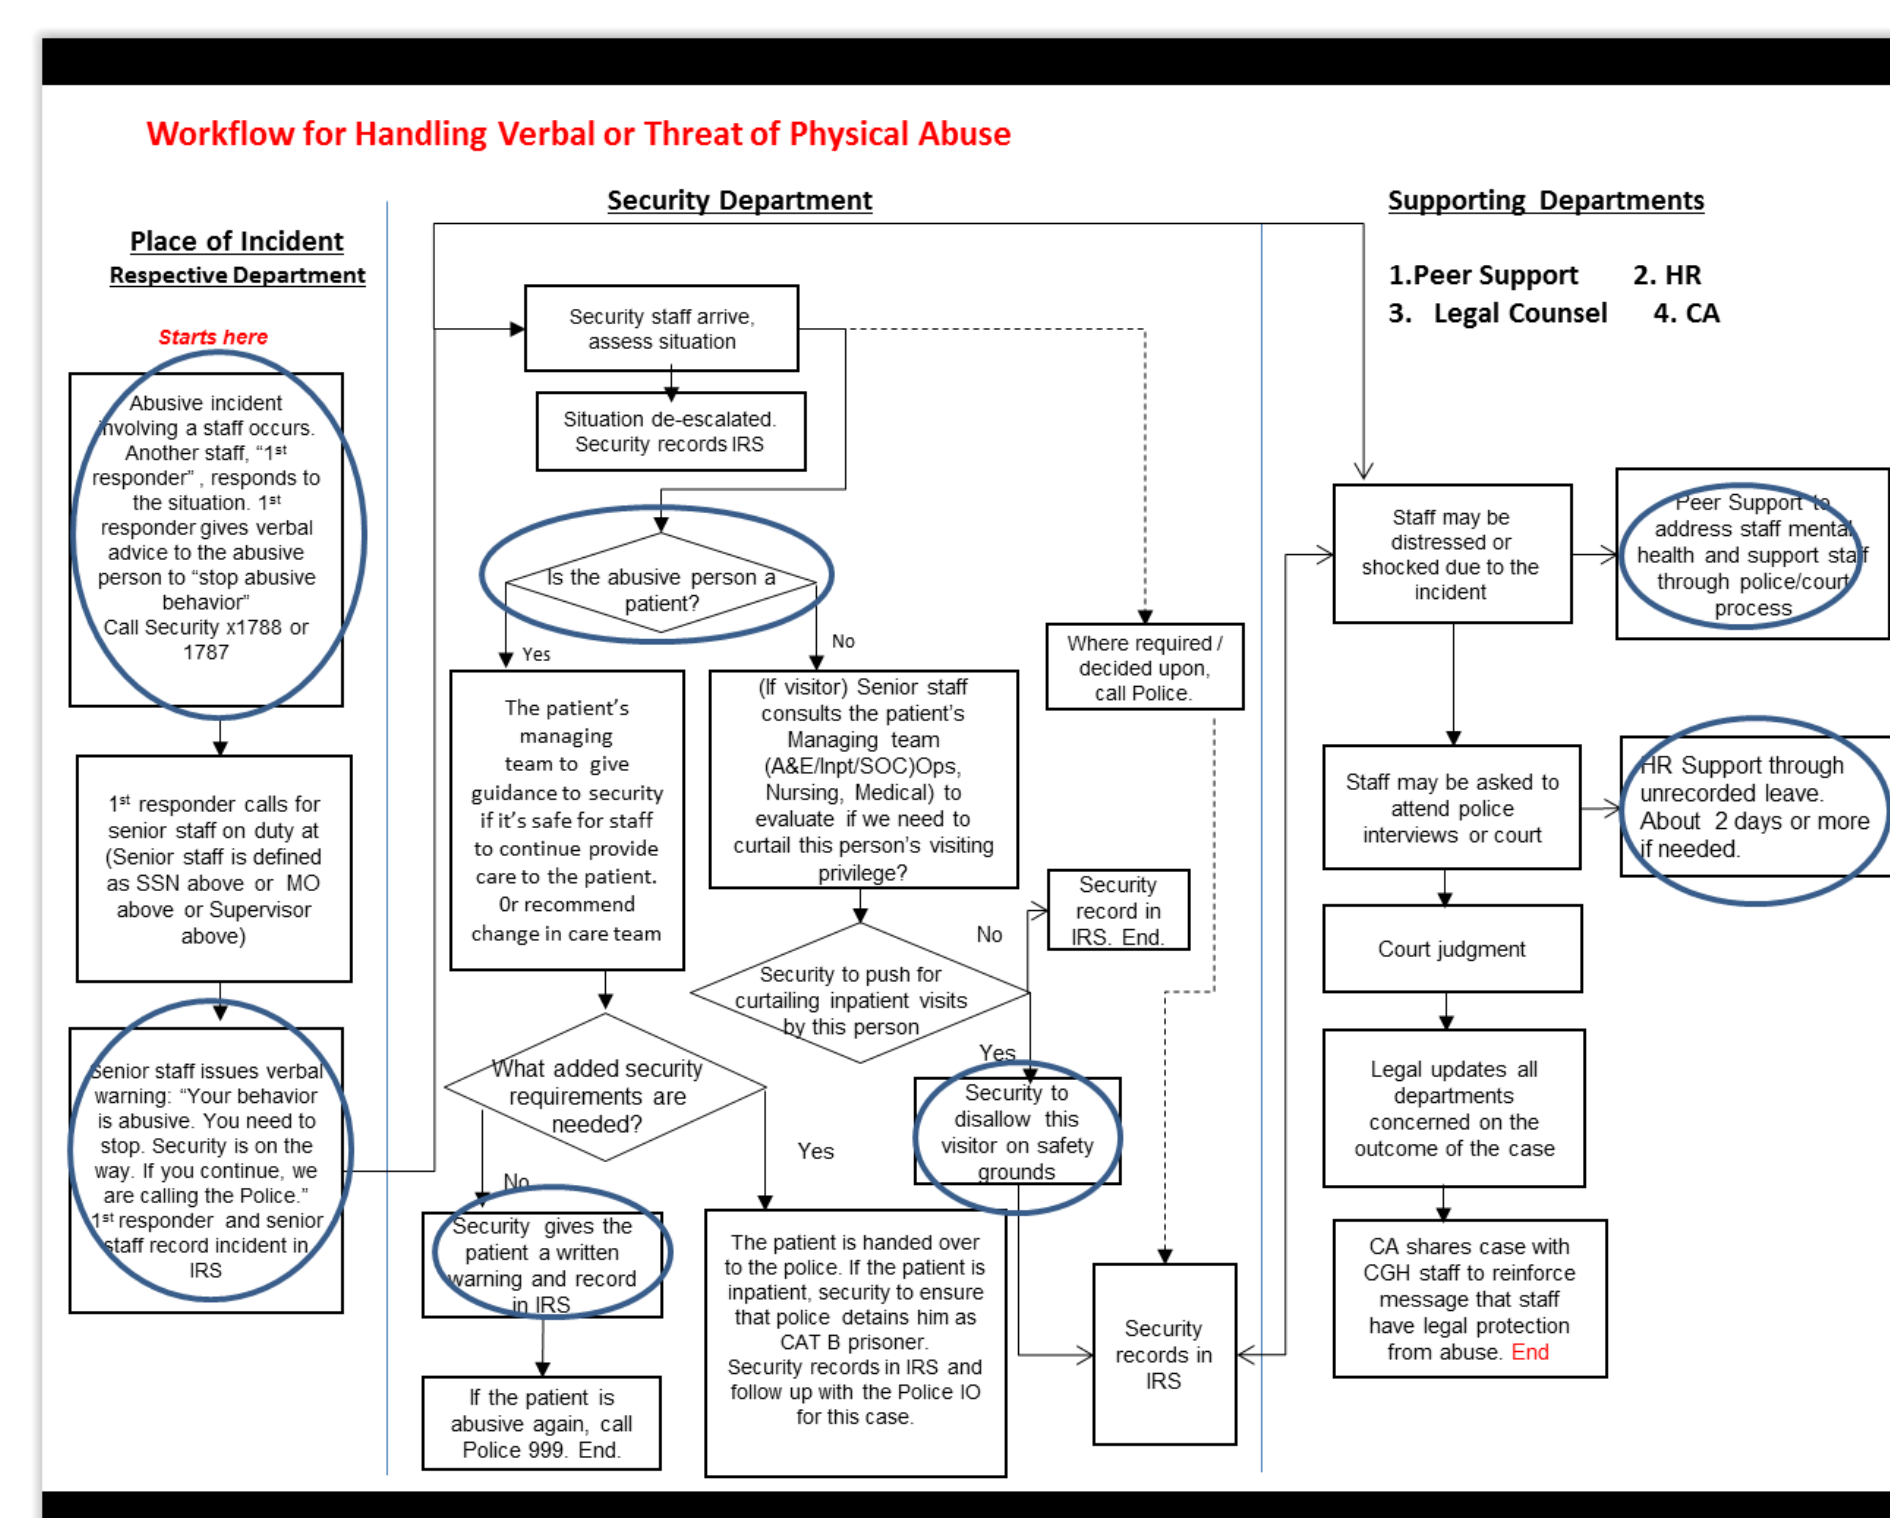 Workflow for Handling Verbal or Threat of Physical Abuse
Place of Incident
Respective Department
Starts here
Abusive incident
involving a staff occurs.
Another staff, “1st
responder” , responds to
the situation. 1st
responder gives verbal
advice to the abusive
person to “stop abusive
behavior”
Call Security x1788 or
1787
1st responder calls for
senior staff on duty at
(Senior staff is defined
as SSN above or MO
above or Supervisor
above)
Senior staff issues verbal
warning: “Your behavior
is abusive. You need to
stop. Security is on the
way. If you continue, we
are calling the Police.”
1st responder and senior
staff record incident in
IRS
Security Department
Security staff arrive,
assess situation
Situation de-escalated.
Security records IRS
Is the abusive person a
patient?
Yes
No
The patient’s
managing
team to give
guidance to security
if it’s safe for staff
to continue provide
care to the patient.
0r recommend
change in care team
(If visitor) Senior staff
consults the patient’s
Managing team
(A&E/Inpt/SOC)Ops,
Nursing, Medical) to
evaluate if we need to
curtail this person’s visiting
privilege?
Where required /
decided upon,
call Police.
Security to push for
curtailing inpatient visits
by this person
No
Security
record in
IRS. End.
Yes
Security to
disallow this
visitor on safety
grounds
What added security
requirements are
needed?
No
Yes
Security gives the
patient a written
warning and record
in IRS
If the patient is
abusive again, call
Police 999. End.
The patient is handed over
to the police. If the patient is
inpatient, security to ensure
that police detains him as
CAT B prisoner.
Security records in IRS and
follow up with the Police IO
for this case.
Security
records in
IRS
Supporting Departments
1.Peer Support 2. HR
3. Legal Counsel 4. CA
Staff may be
distressed or
shocked due to the
incident
Peer Support to
address staff mental
health and support staff
through police/court
process
Staff may be asked to
attend police
interviews or court
HR Support through
unrecorded leave.
About 2 days or more
if needed.
Court judgment
Legal updates all
departments
concerned on the
outcome of the case
CA shares case with
CGH staff to reinforce
message that staff
have legal protection
from abuse. End